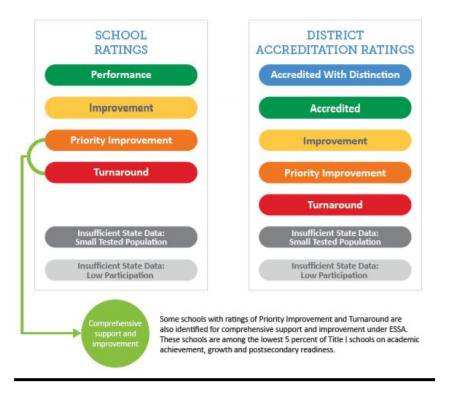 SCHOOL
RATINGS
Performance
Improvement
Priority Improvement
Turnaround
Insufficient State Data:
Small Tested Population
Insufficient State Data:
Low Participation
DISTRICT
ACCREDITATION RATINGS
Accredited With Distinction
Accredited
Improvement
Priority Improvement
Turnaround
Insufficient State Data:
Small Tested Population
Insufficient State Data:
Low Participation
Comprehensive
support and
improvement
Some schools with ratings of Priority Improvement and Turnaround are
also identified for comprehensive support and improvement under ESSA.
These schools are among the lowest 5 percent of Title I schools on academic
achievement, growth and postsecondary readiness.